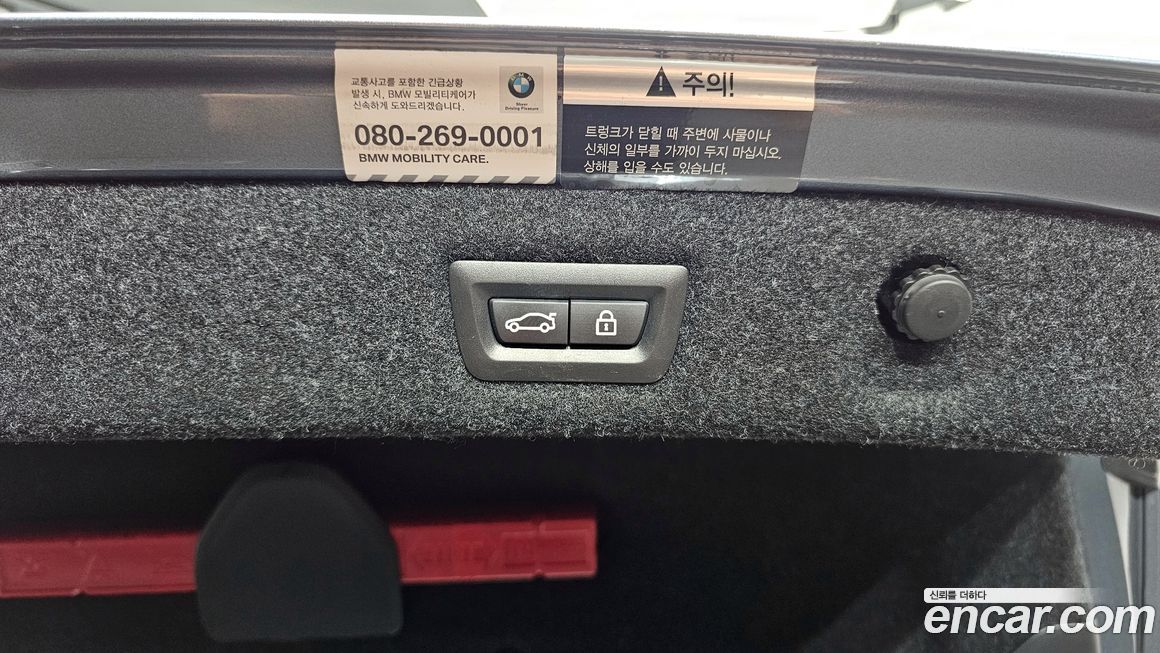 교통사고를 포함한 긴급상황
발생 시, BMW 모빌리티케어가
신속하게 도와드리겠습니다.
BMW
Sheer
Driving Pleasure
080-269-0001
BMW MOBILITY CARE.
주의!
트렁크가 닫힐 때 주변에 사물이나
신체의 일부를 가까이 두지 마십시오.
상해를 입을 수도 있습니다.
신뢰를 더하다
encar.com